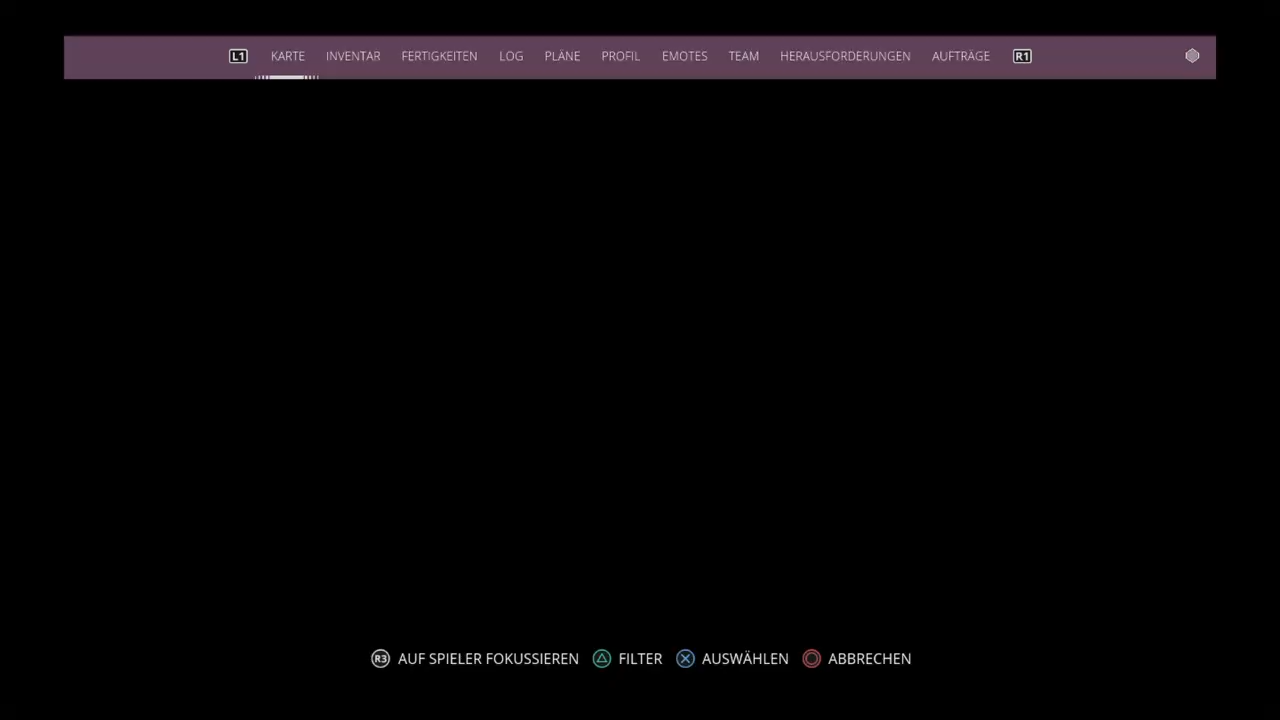 L1 KARTE INVENTAR FERTIGKEITEN LOG PLÄNE PROFIL EMOTES TEAM HERAUSFORDERUNGEN AUFTRÄGE R1
R3 AUF SPIELER FOKUSSIEREN FILTER AUSWÄHLEN ABBRECHEN